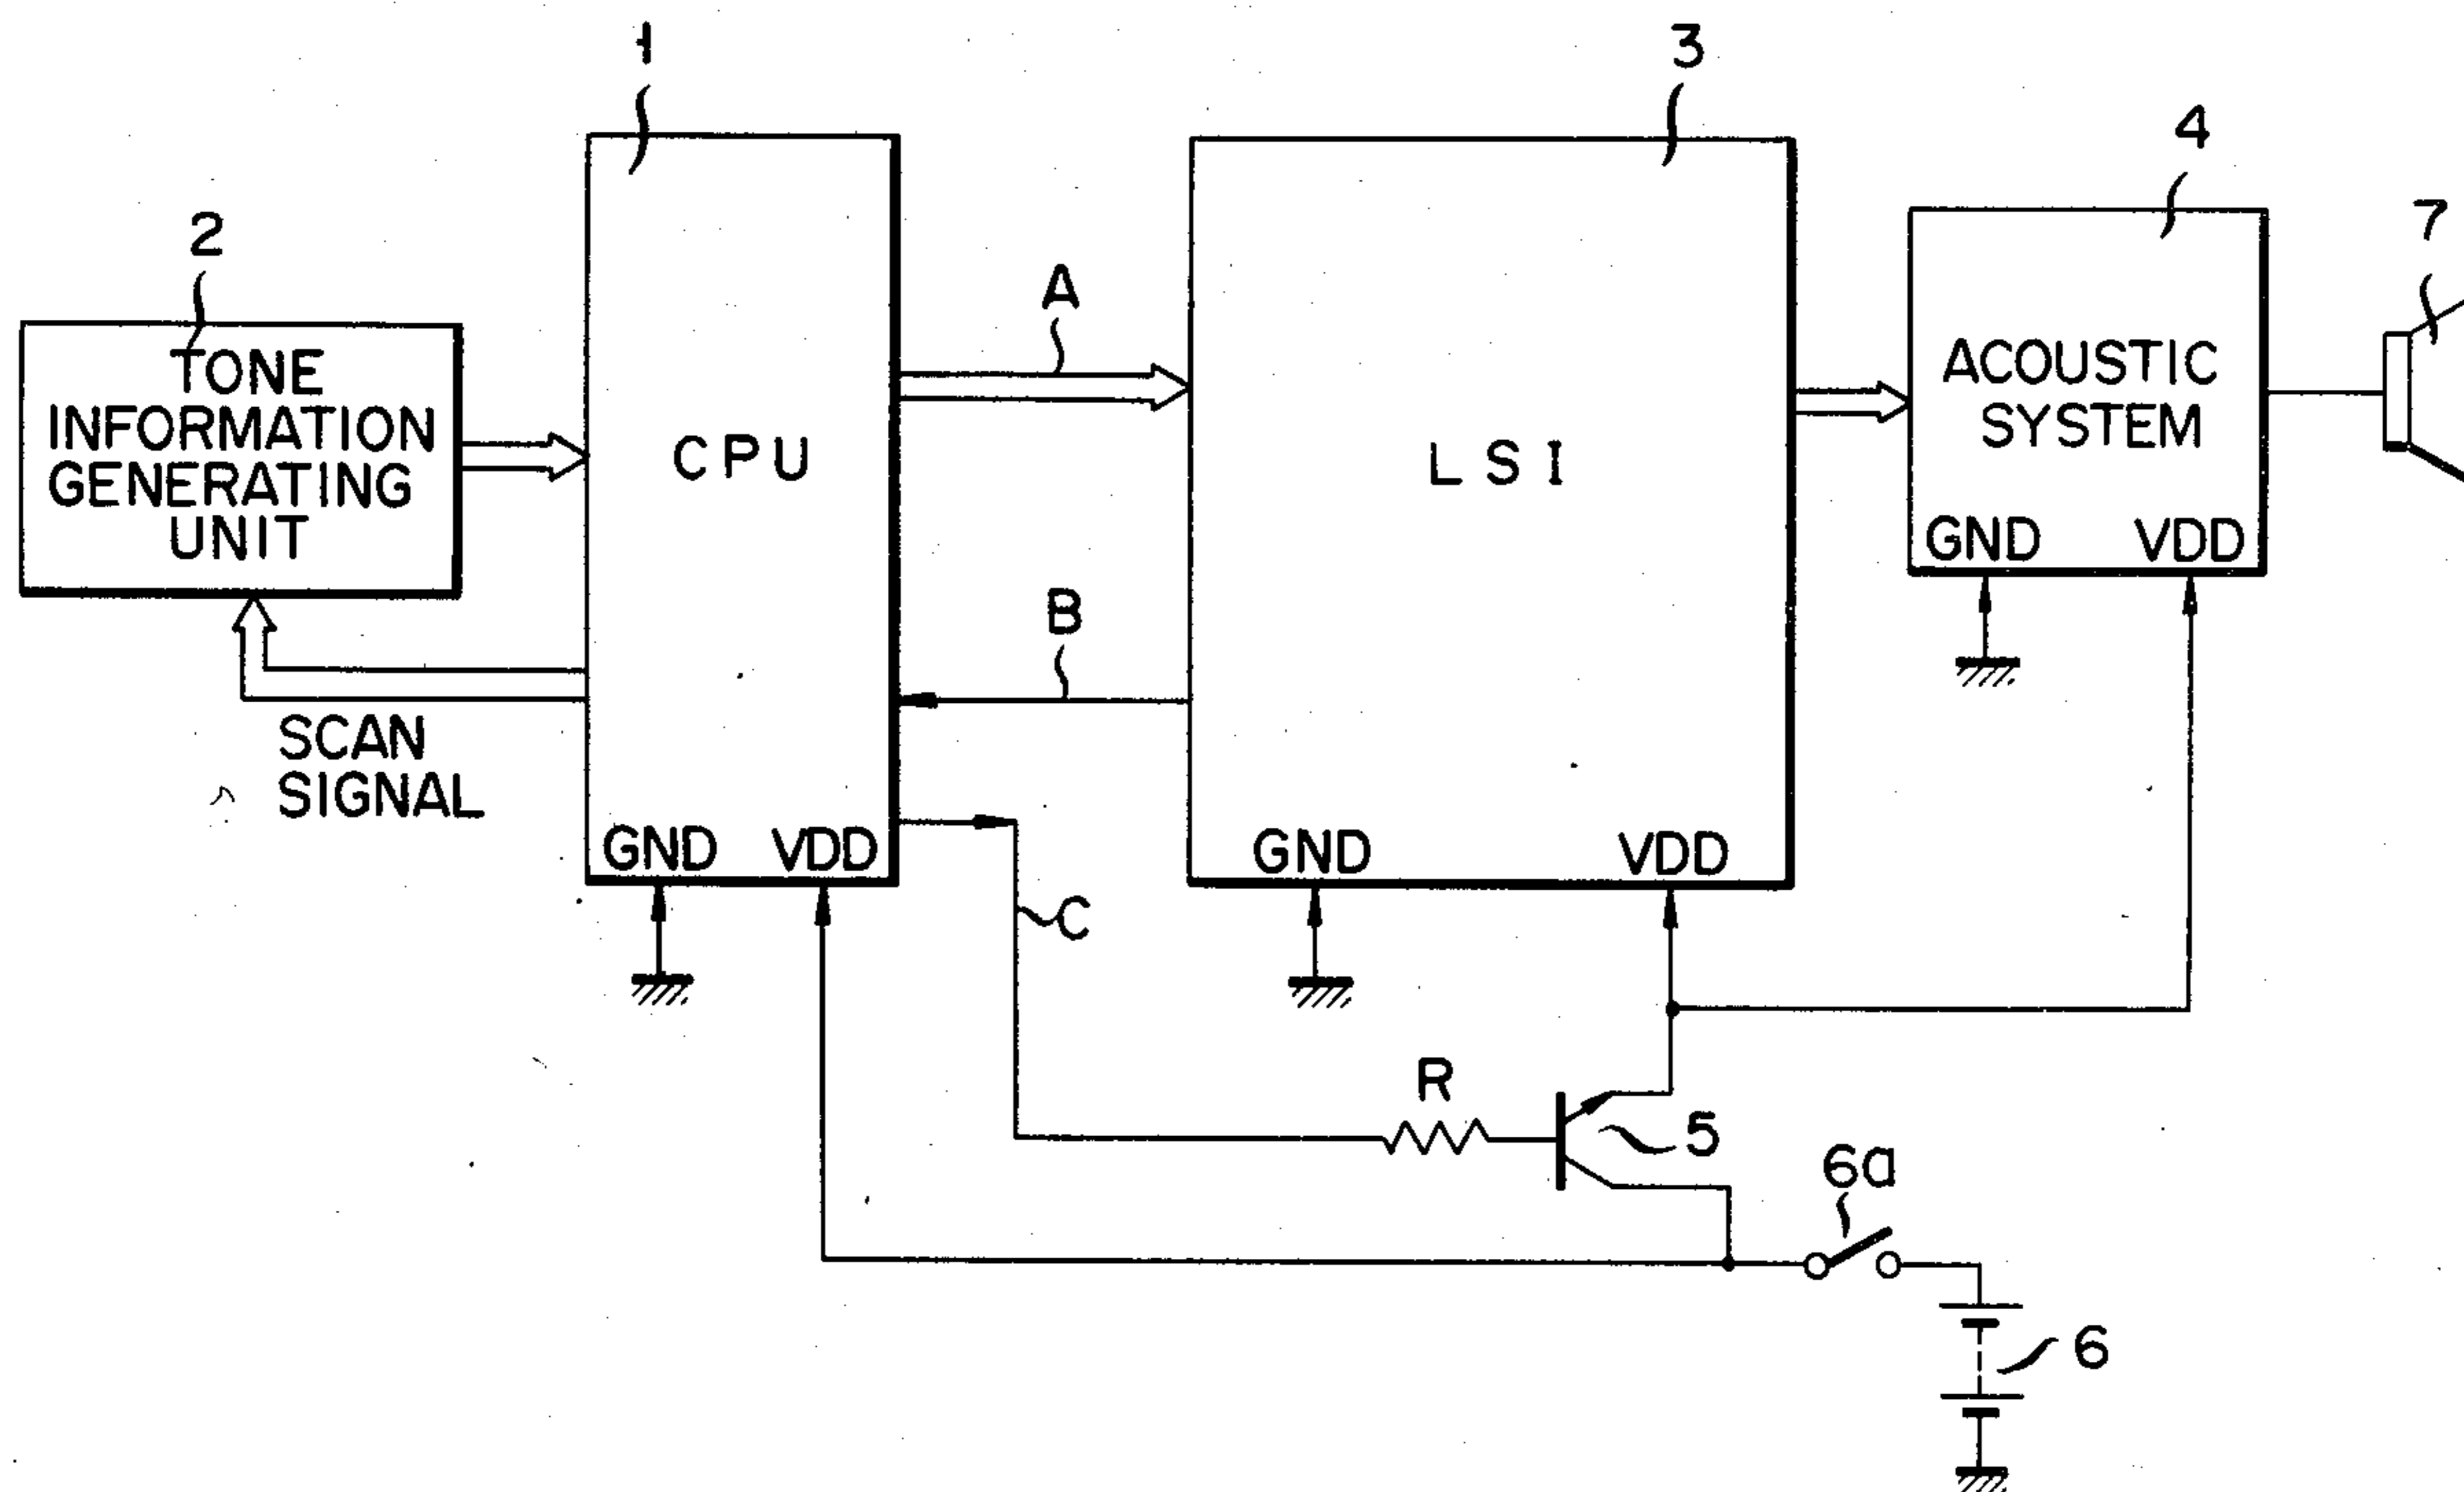 1
3
4
2
7
TONE
INFORMATION
GENERATING
UNIT
A
CPU
LSI
ACOUSTIC
SYSTEM
GND VDD
B
SCAN
SIGNAL
GND VDD
GND VDD
C
R
5
6a
6